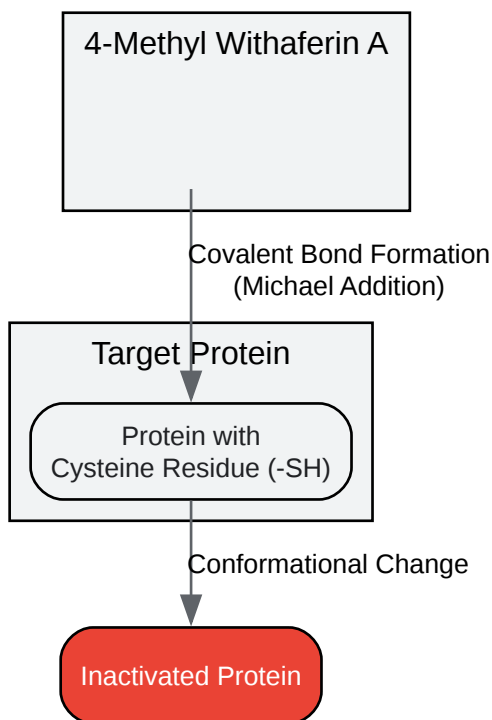 4-Methyl Withaferin A
Covalent Bond Formation
(Michael Addition)
Target Protein
Protein with
Cysteine Residue (-SH)
Conformational Change
Inactivated Protein